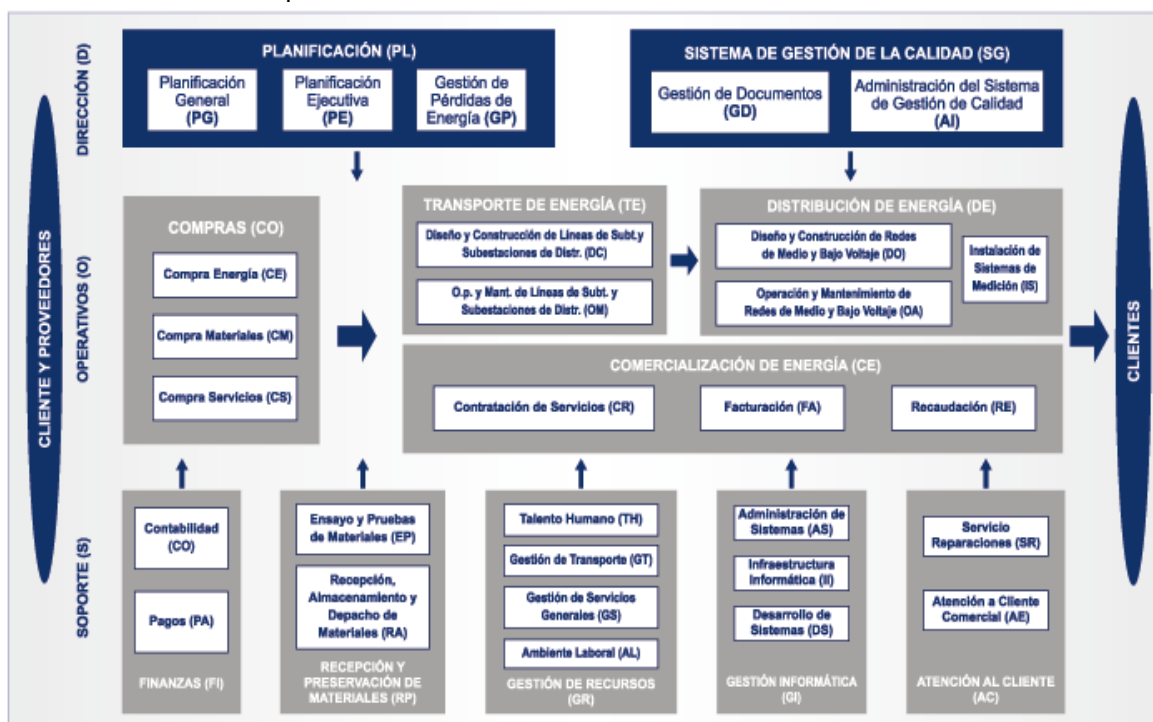 PLANIFICACIÓN (PL)
Planificación
General
(PG)
Planificación
Ejecutiva
(PE)
Gestión de
Pérdidas de
Energía (GP)
SISTEMA DE GESTIÓN DE LA CALIDAD (SG)
Gestión de Documentos
(GD)
Administración del Sistema
de Gestión de Calidad
(AI)
DIRECCIÓN (D)
CLIENTE Y PROVEEDORES
OPERATIVOS (O)
COMPRAS (CO)
Compra Energía (CE)
Compra Materiales (CM)
Compra Servicios (CS)
TRANSPORTE DE ENERGÍA (TE)
Diseño y Construcción de Líneas de Subt.y
Subestaciones de Distr. (DC)
O.p. y Mant. de Líneas de Subt. y
Subestaciones de Distr. (OM)
DISTRIBUCIÓN DE ENERGÍA (DE)
Diseño y Construcción de Redes
de Medio y Bajo Voltaje (DO)
Operación y Mantenimiento de
Redes de Medio y Bajo Voltaje (OA)
Instalación de
Sistemas de
Medición (IS)
COMERCIALIZACIÓN DE ENERGÍA (CE)
Contratación de Servicios (CR)
Facturación (FA)
Recaudación (RE)
CLIENTES
SOPORTE (S)
Contabilidad
(CO)
Pagos (PA)
FINANZAS (FI)
Ensayo y Pruebas
de Materiales (EP)
Recepción,
Almacenamiento y
Depacho de
Materiales (RA)
RECEPCIÓN Y
PRESERVACIÓN DE
MATERIALES (RP)
Talento Humano (TH)
Gestión de Transporte (GT)
Gestión de Servicios
Generales (GS)
Ambiente Laboral (AL)
GESTIÓN DE RECURSOS
(GR)
Administración de
Sistemas (AS)
Infraestructura
Informática (II)
Desarrollo de
Sistemas (DS)
GESTIÓN INFORMÁTICA
(GI)
Servicio
Reparaciones (SR)
Atención a Cliente
Comercial (AE)
ATENCIÓN AL CLIENTE
(AC)